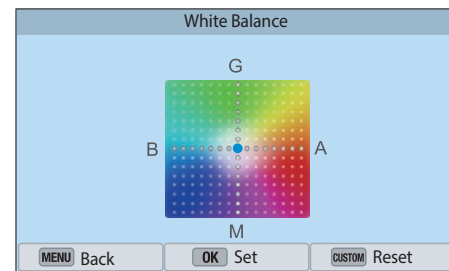 White Balance
G
B A
M
MENU Back OK Set CUSTOM Reset